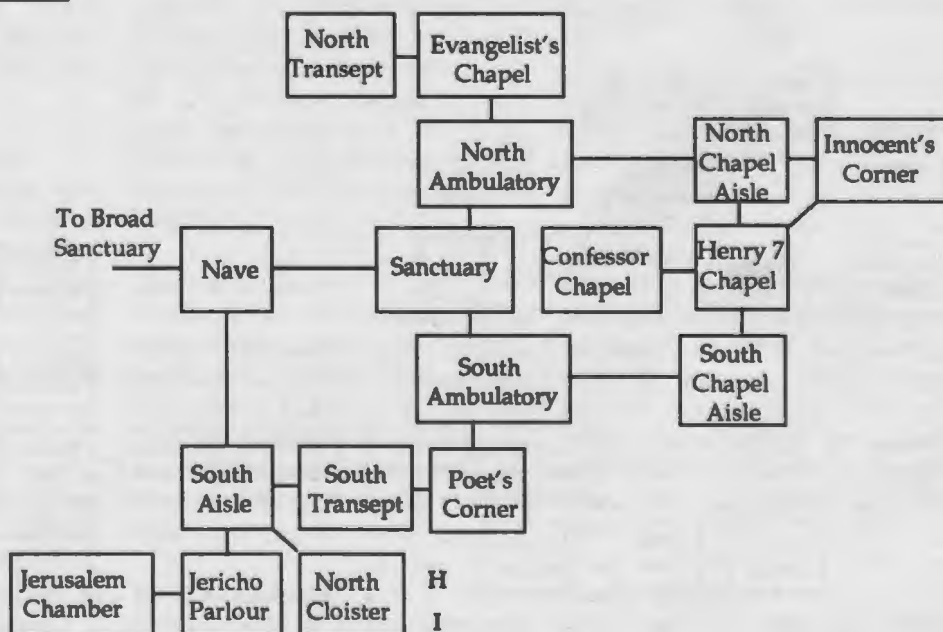 North
Transept
Evangelist's
Chapel
North
Ambulatory
North
Chapel
Aisle
Innocent's
Corner
To Broad
Sanctuary
Nave
Sanctuary
Confessor
Chapel
Henry 7
Chapel
South
Ambulatory
South
Chapel
Aisle
South
Aisle
South
Transept
Poet's
Corner
Jerusalem
Chamber
Jericho
Parlour
North
Cloister
H
I